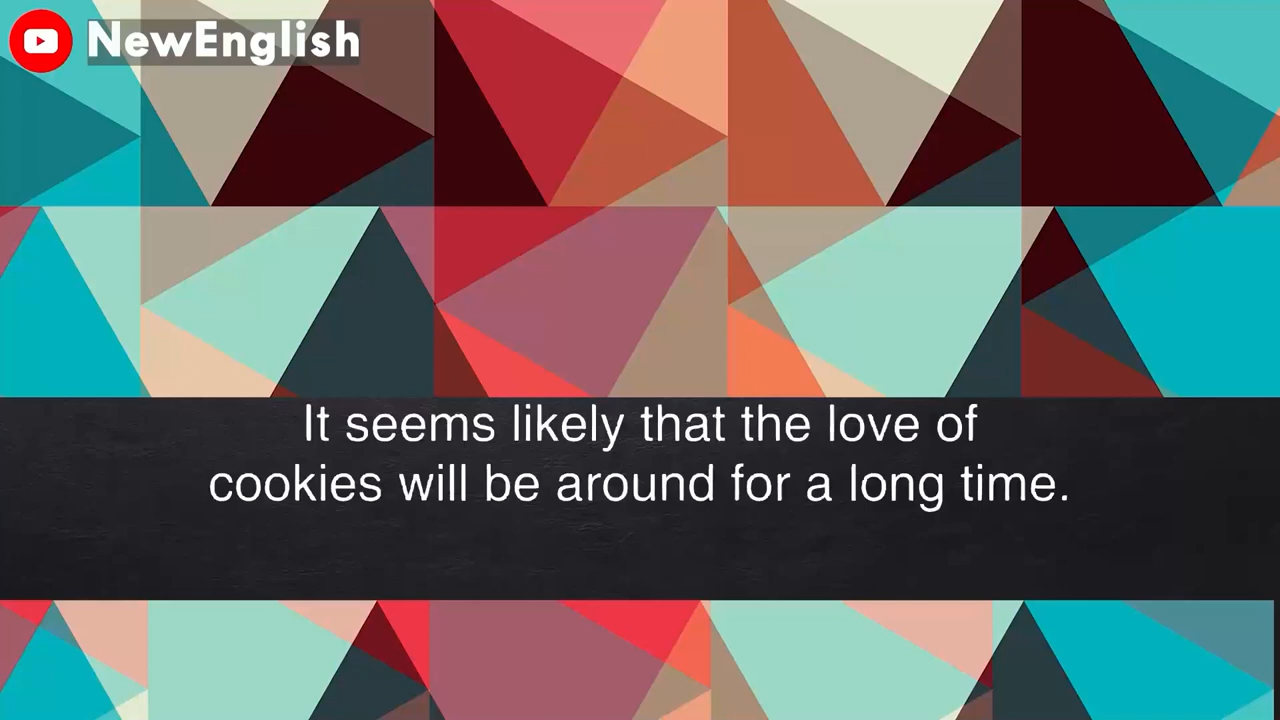 NewEnglish
It seems likely that the love of
cookies will be around for a long time.